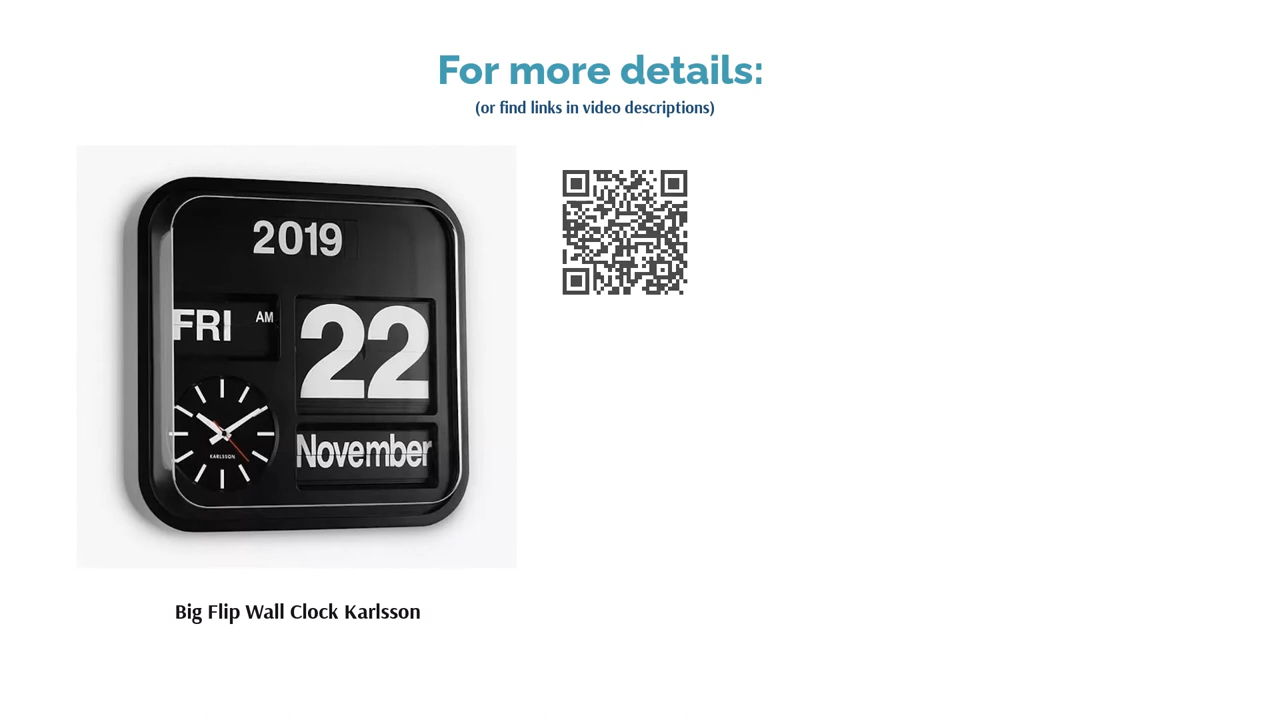 For more details:
(or find links in video descriptions)
2019
FRI AM
22
November
KARLSSON
Big Flip Wall Clock Karlsson